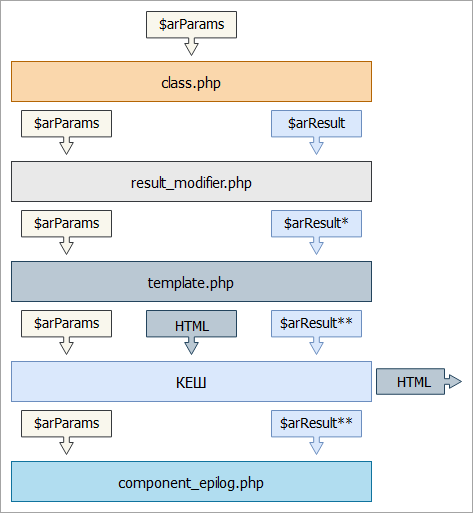 $arParams
class.php
$arParams $arResult
result_modifier.php
$arParams $arResult*
template.php
$arParams HTML $arResult**
КЕШ HTML
$arParams $arResult**
component_epilog.php